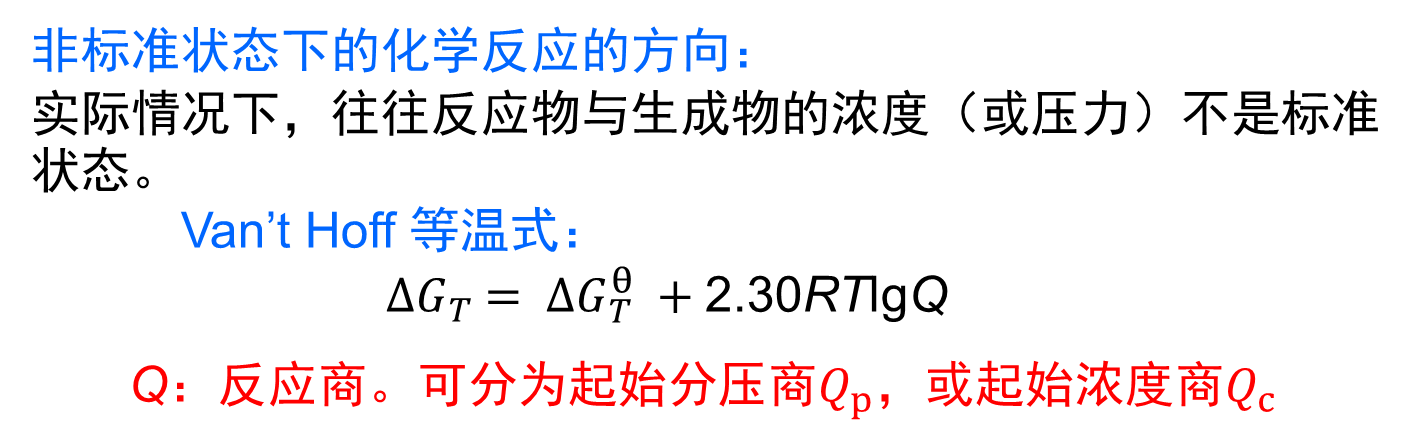 非标准状态下的化学反应的方向：
实际情况下，往往反应物与生成物的浓度（或压力）不是标准
状态。
Van’t Hoff 等温式：
Δ𝐺_𝑇 = Δ𝐺_𝑇^θ + 2.30RTlgQ
Q：反应商。可分为起始分压商𝑄_p，或起始浓度商𝑄_c